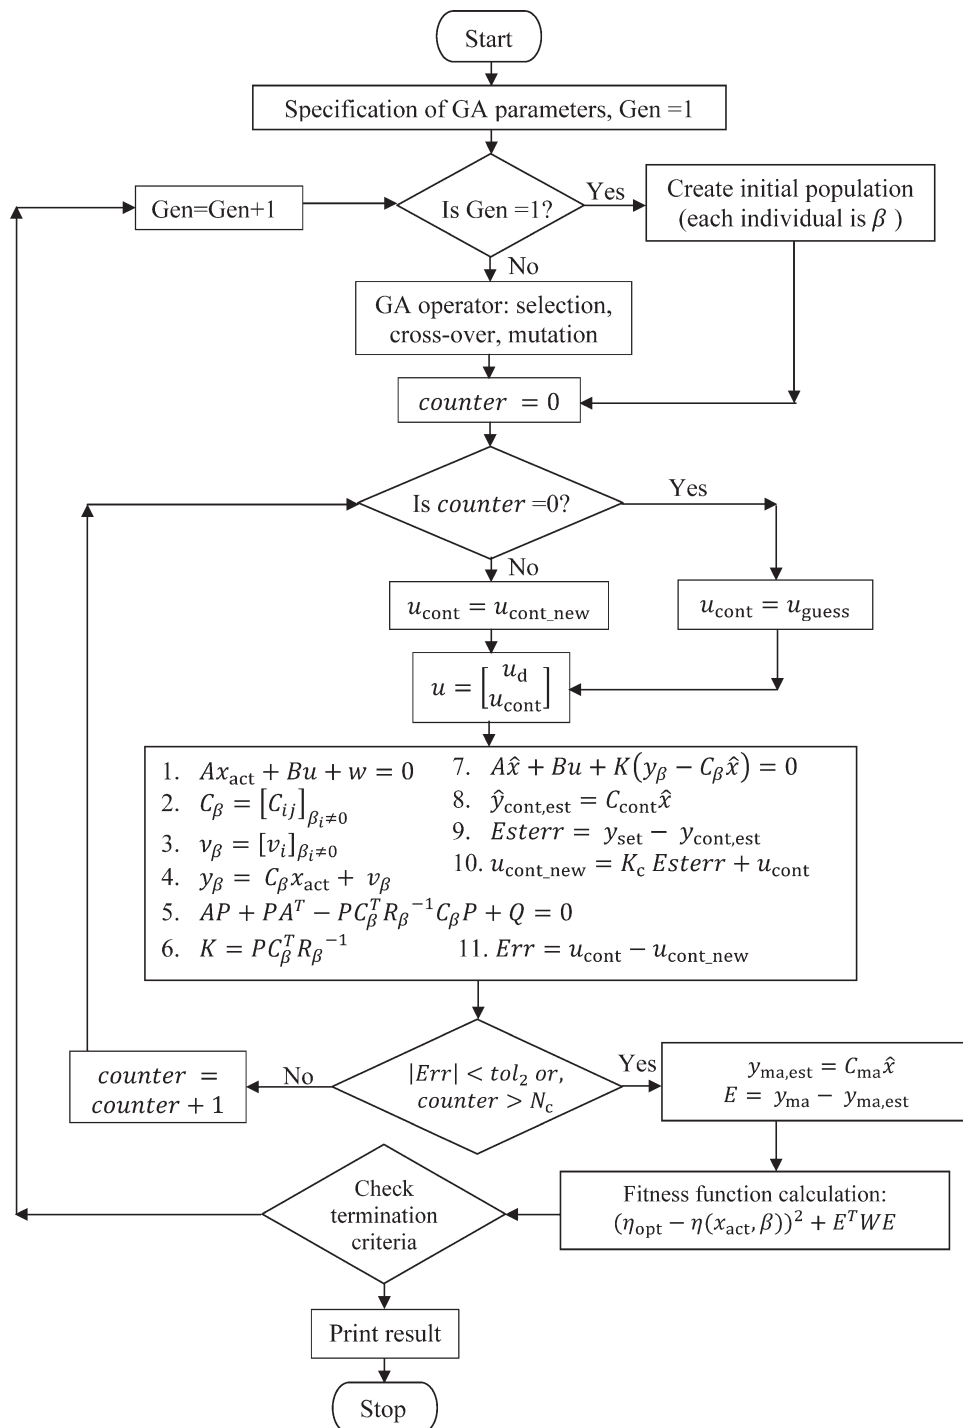 Start
Specification of GA parameters, Gen =1
Gen=Gen+1
Is Gen =1?
Yes
Create initial population
(each individual is β )
No
GA operator: selection,
cross-over, mutation
counter = 0
Is counter =0?
Yes
No
u_cont = u_cont_new
u_cont = u_guess
u = [u_d
u_cont]
1. Ax_act + Bu + w = 0
2. C_β = [C_ij]_{β_i≠0}
3. ν_β = [v_i]_{β_i≠0}
4. y_β = C_β x_act + v_β
5. AP + PA^T − PC_β^T R_β^{−1} C_β P + Q = 0
6. K = PC_β^T R_β^{−1}
7. Ax̂ + Bu + K(y_β − C_β x̂) = 0
8. ŷ_cont,est = C_cont x̂
9. Esterr = y_set − y_cont,est
10. u_cont_new = K_c Esterr + u_cont
11. Err = u_cont − u_cont_new
|Err| < tol_2 or,
counter > N_c
No
counter =
counter + 1
Yes
y_ma,est = C_ma x̂
E = y_ma − y_ma,est
Fitness function calculation:
(η_opt − η(x_act, β))^2 + E^T WE
Check
termination
criteria
Print result
Stop